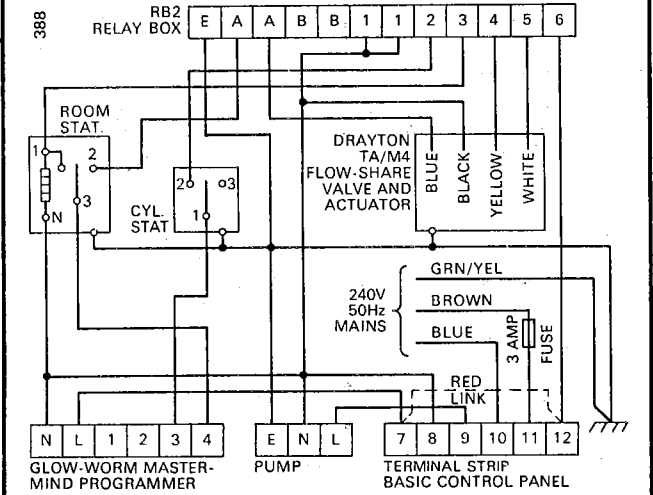 388
RB2
RELAY BOX
E A A B B 1 1 2 3 4 5 6
ROOM
STAT.
1 2
3
N
CYL.
STAT
2 3
1
DRAYTON
TA/M4
FLOW-SHARE
VALVE AND
ACTUATOR
BLUE
BLACK
YELLOW
WHITE
240V
50Hz
MAINS
GRN/YEL
BROWN
BLUE
3 AMP
FUSE
RED
LINK
N L 1 2 3 4
E N L
7 8 9 10 11 12
GLOW-WORM MASTER-
MIND PROGRAMMER
PUMP
TERMINAL STRIP
BASIC CONTROL PANEL